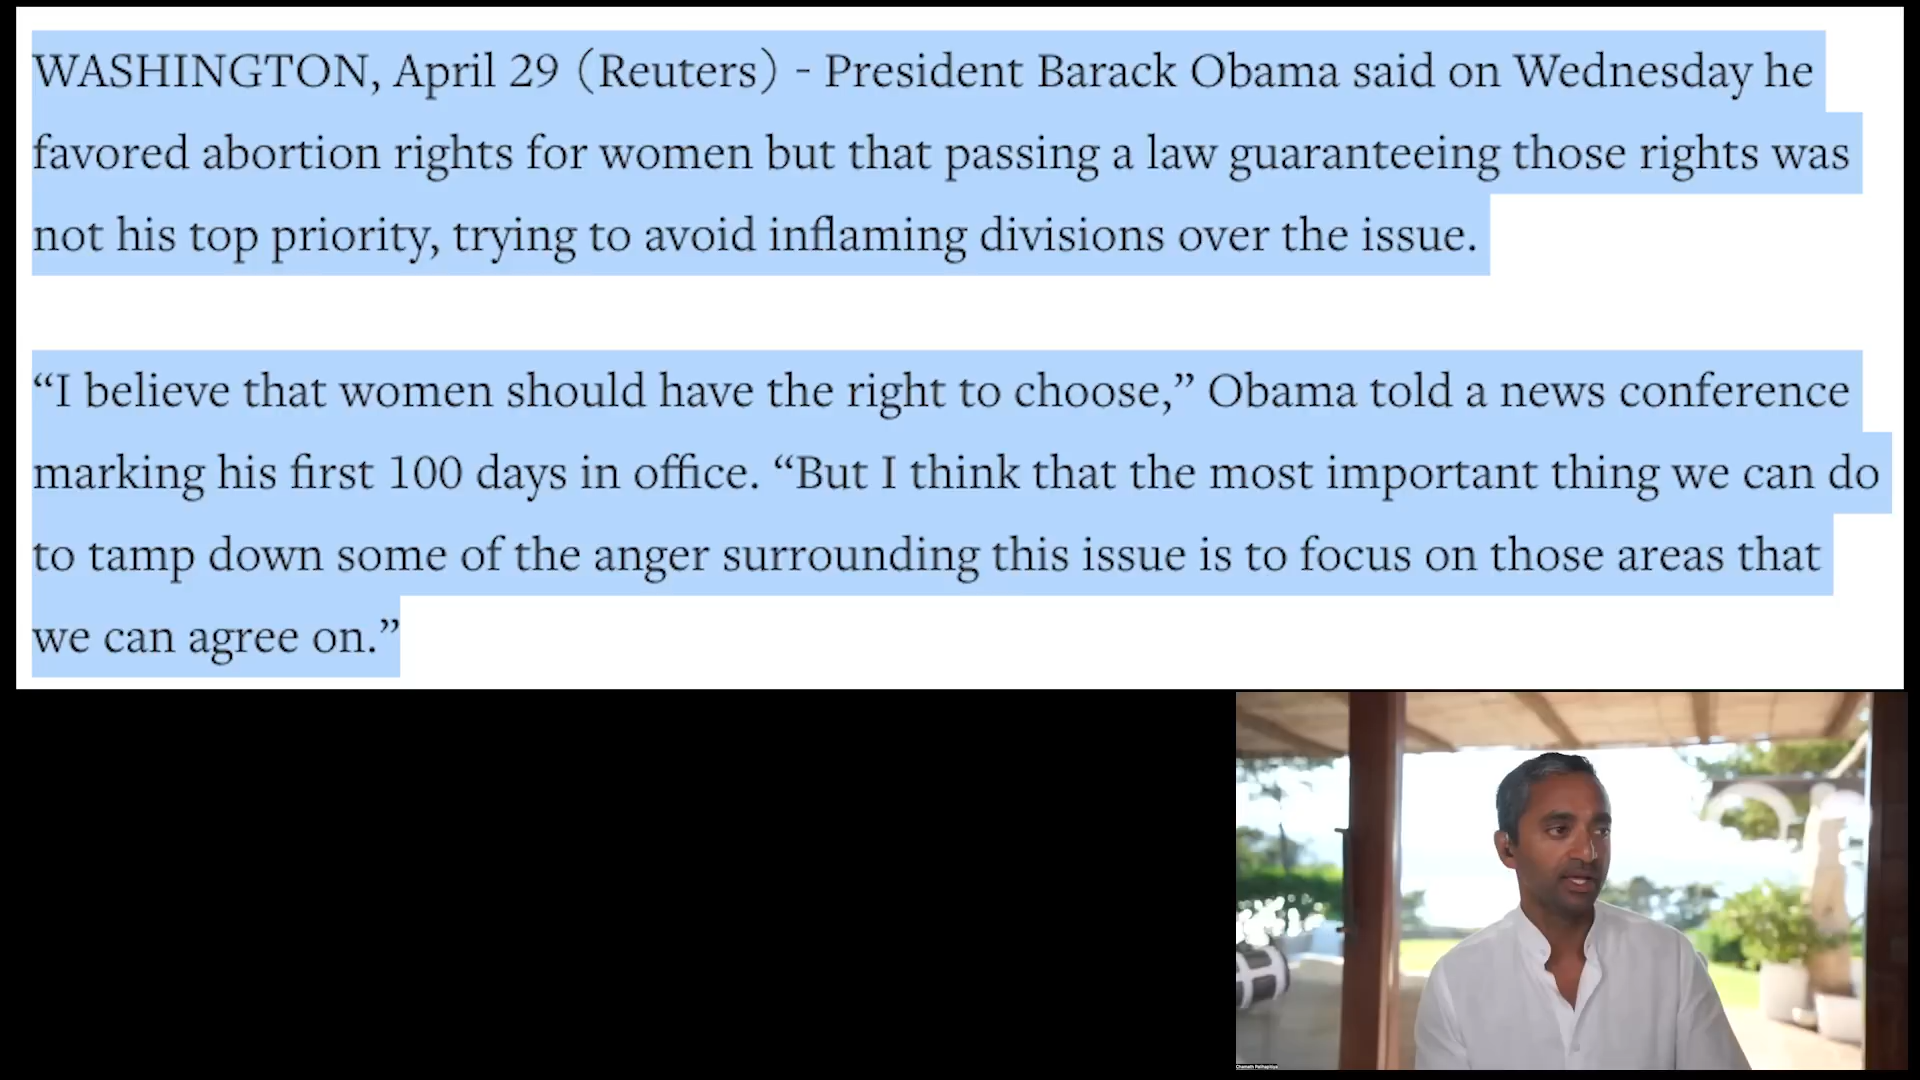 WASHINGTON, April 29 (Reuters) - President Barack Obama said on Wednesday he
favored abortion rights for women but that passing a law guaranteeing those rights was
not his top priority, trying to avoid inflaming divisions over the issue.
“I believe that women should have the right to choose,” Obama told a news conference
marking his first 100 days in office. “But I think that the most important thing we can do
to tamp down some of the anger surrounding this issue is to focus on those areas that
we can agree on.”
Chamath Palihapitiya